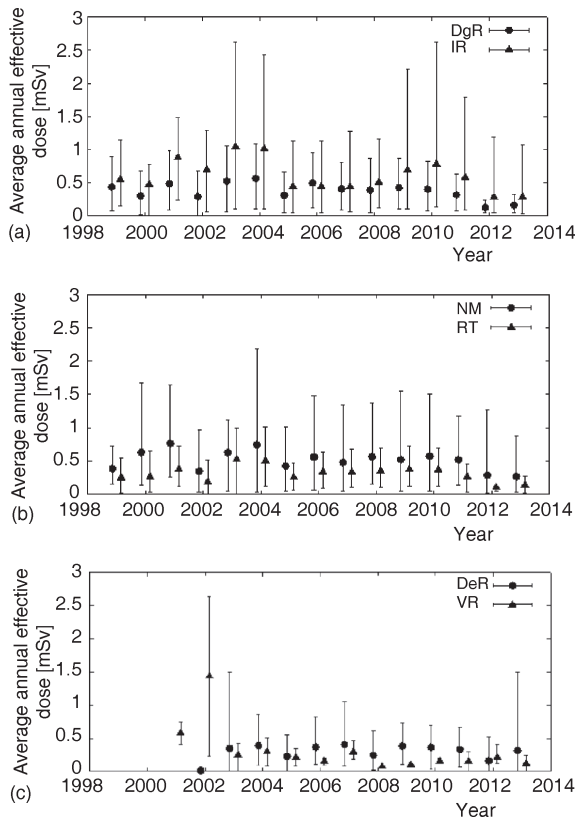 3
2.5
2
1.5
1
0.5
0
Average annual effective
dose [mSv]
DgR
IR
(a)
1998 2000 2002 2004 2006 2008 2010 2012 2014
Year
3
2.5
2
1.5
1
0.5
0
Average annual effective
dose [mSv]
NM
RT
(b)
1998 2000 2002 2004 2006 2008 2010 2012 2014
Year
3
2.5
2
1.5
1
0.5
0
Average annual effective
dose [mSv]
DeR
VR
(c)
1998 2000 2002 2004 2006 2008 2010 2012 2014
Year